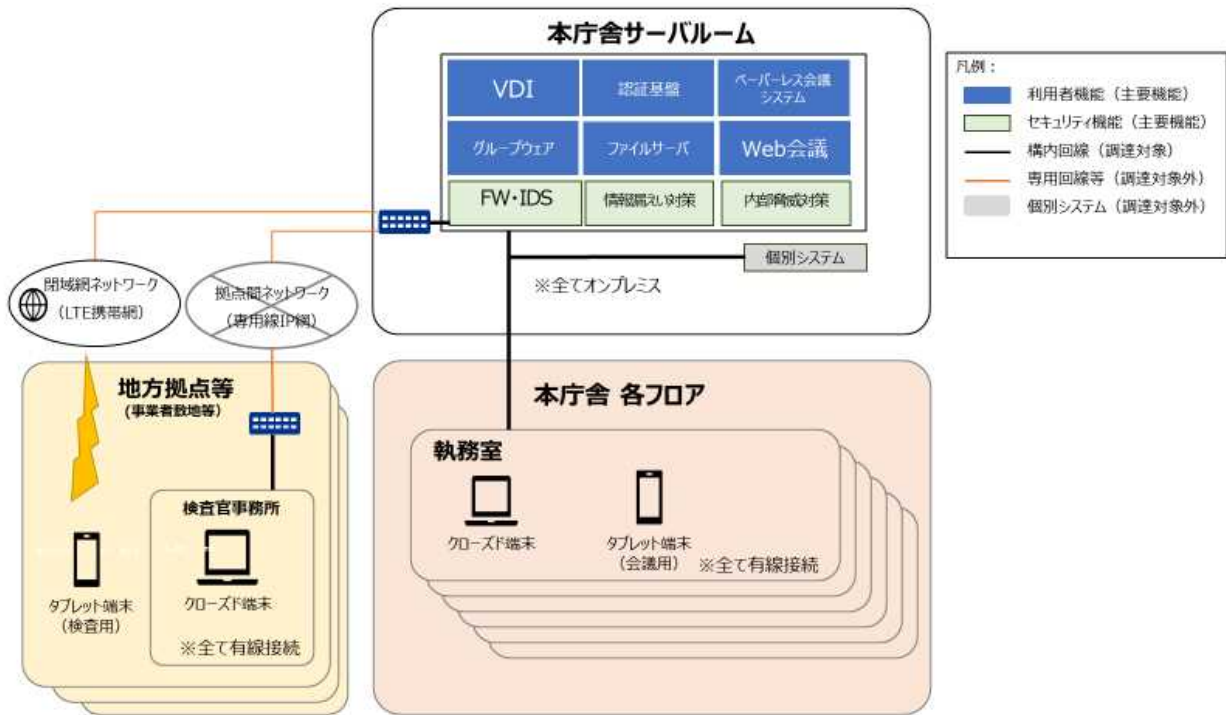 本庁舎サーバルーム
VDI
認証基盤
ペーパーレス会議
システム
グループウェア
ファイルサーバ
Web会議
FW・IDS
情報漏えい対策
内部脅威対策
個別システム
※全てオンプレミス
凡例：
利用者機能（主要機能）
セキュリティ機能（主要機能）
構内回線（調達対象）
専用回線等（調達対象外）
個別システム（調達対象外）
閉域網ネットワーク
（LTE携帯網）
拠点間ネットワーク
（専用線IP網）
地方拠点等
(事業者敷地等）
検査官事務所
クローズド端末
※全て有線接続
タブレット端末
（検査用）
本庁舎 各フロア
執務室
クローズド端末
タブレット端末
（会議用）
※全て有線接続